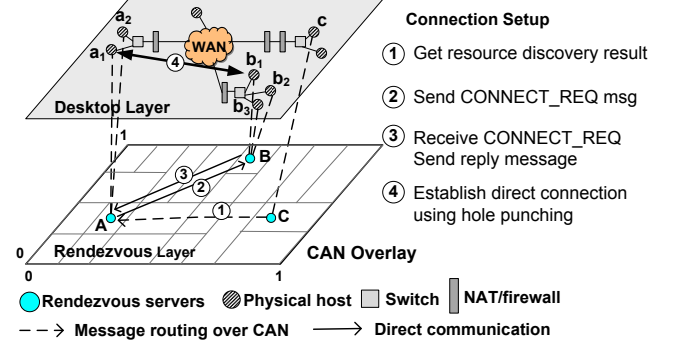 a2
c
Connection Setup
a1
WAN
1 Get resource discovery result
4
b1
b2
2 Send CONNECT_REQ msg
b3
Desktop Layer
1
3 Receive CONNECT_REQ
Send reply message
B
3
2
4 Establish direct connection
using hole punching
1
A
C
Rendezvous Layer
CAN Overlay
0
0
1
Rendezvous servers
Physical host
Switch
NAT/firewall
Message routing over CAN
Direct communication